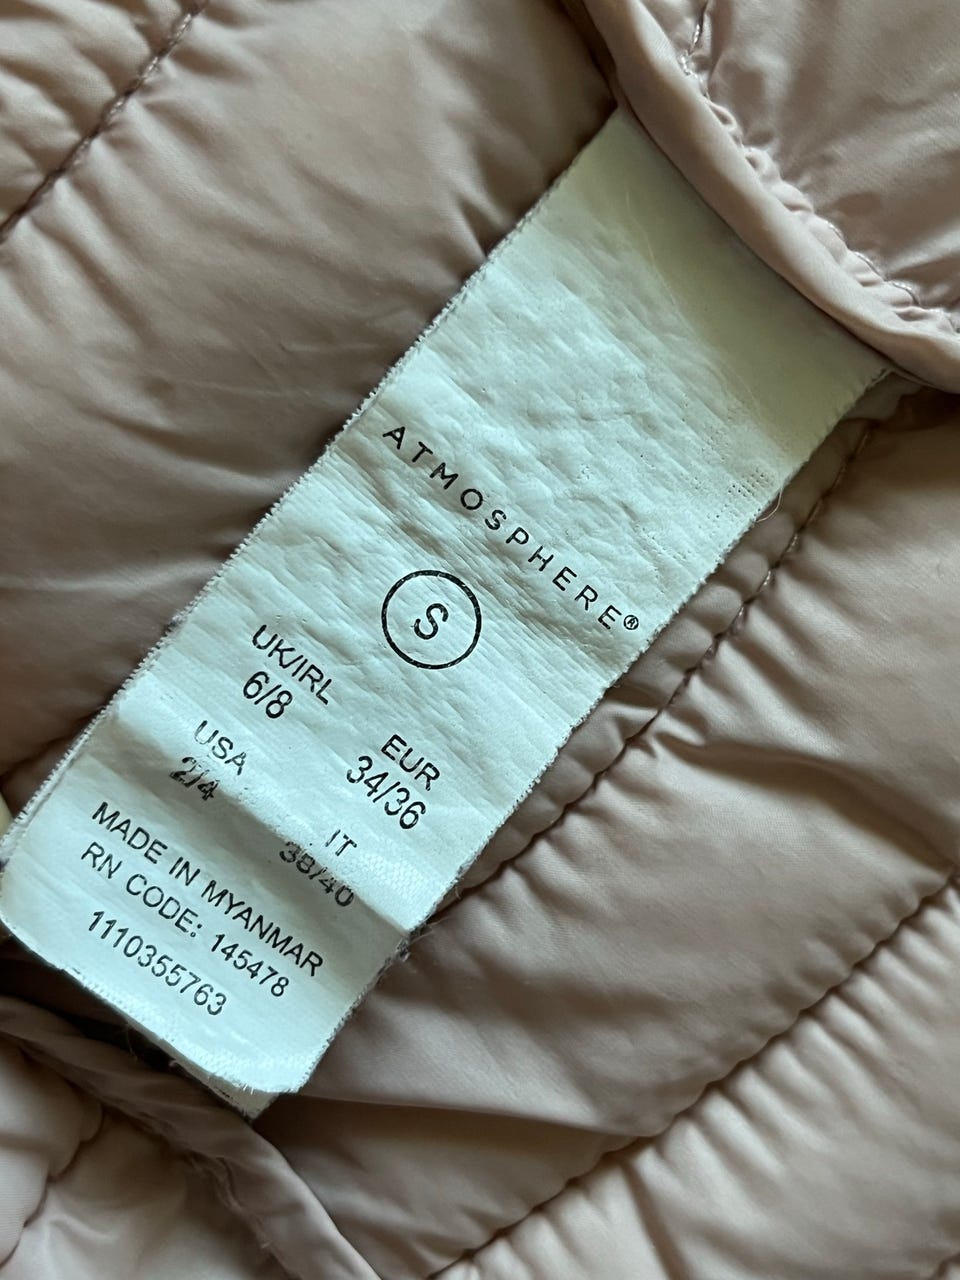 ATMOSPHERE®
S
UK/IRL
6/8
EUR
34/36
USA
2/4
IT
38/40
MADE IN MYANMAR
RN CODE: 145478
1110355763